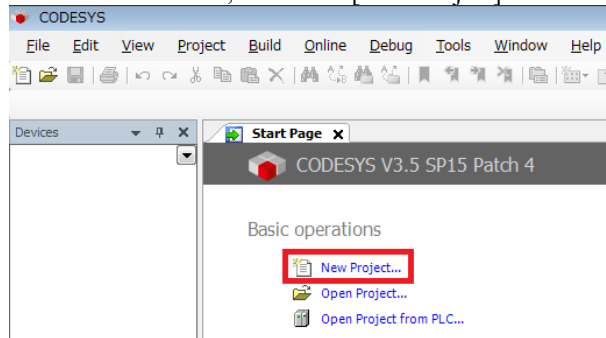 CODESYS
File Edit View Project Build Online Debug Tools Window Help
Devices
Start Page
CODESYS V3.5 SP15 Patch 4
Basic operations
New Project...
Open Project...
Open Project from PLC...